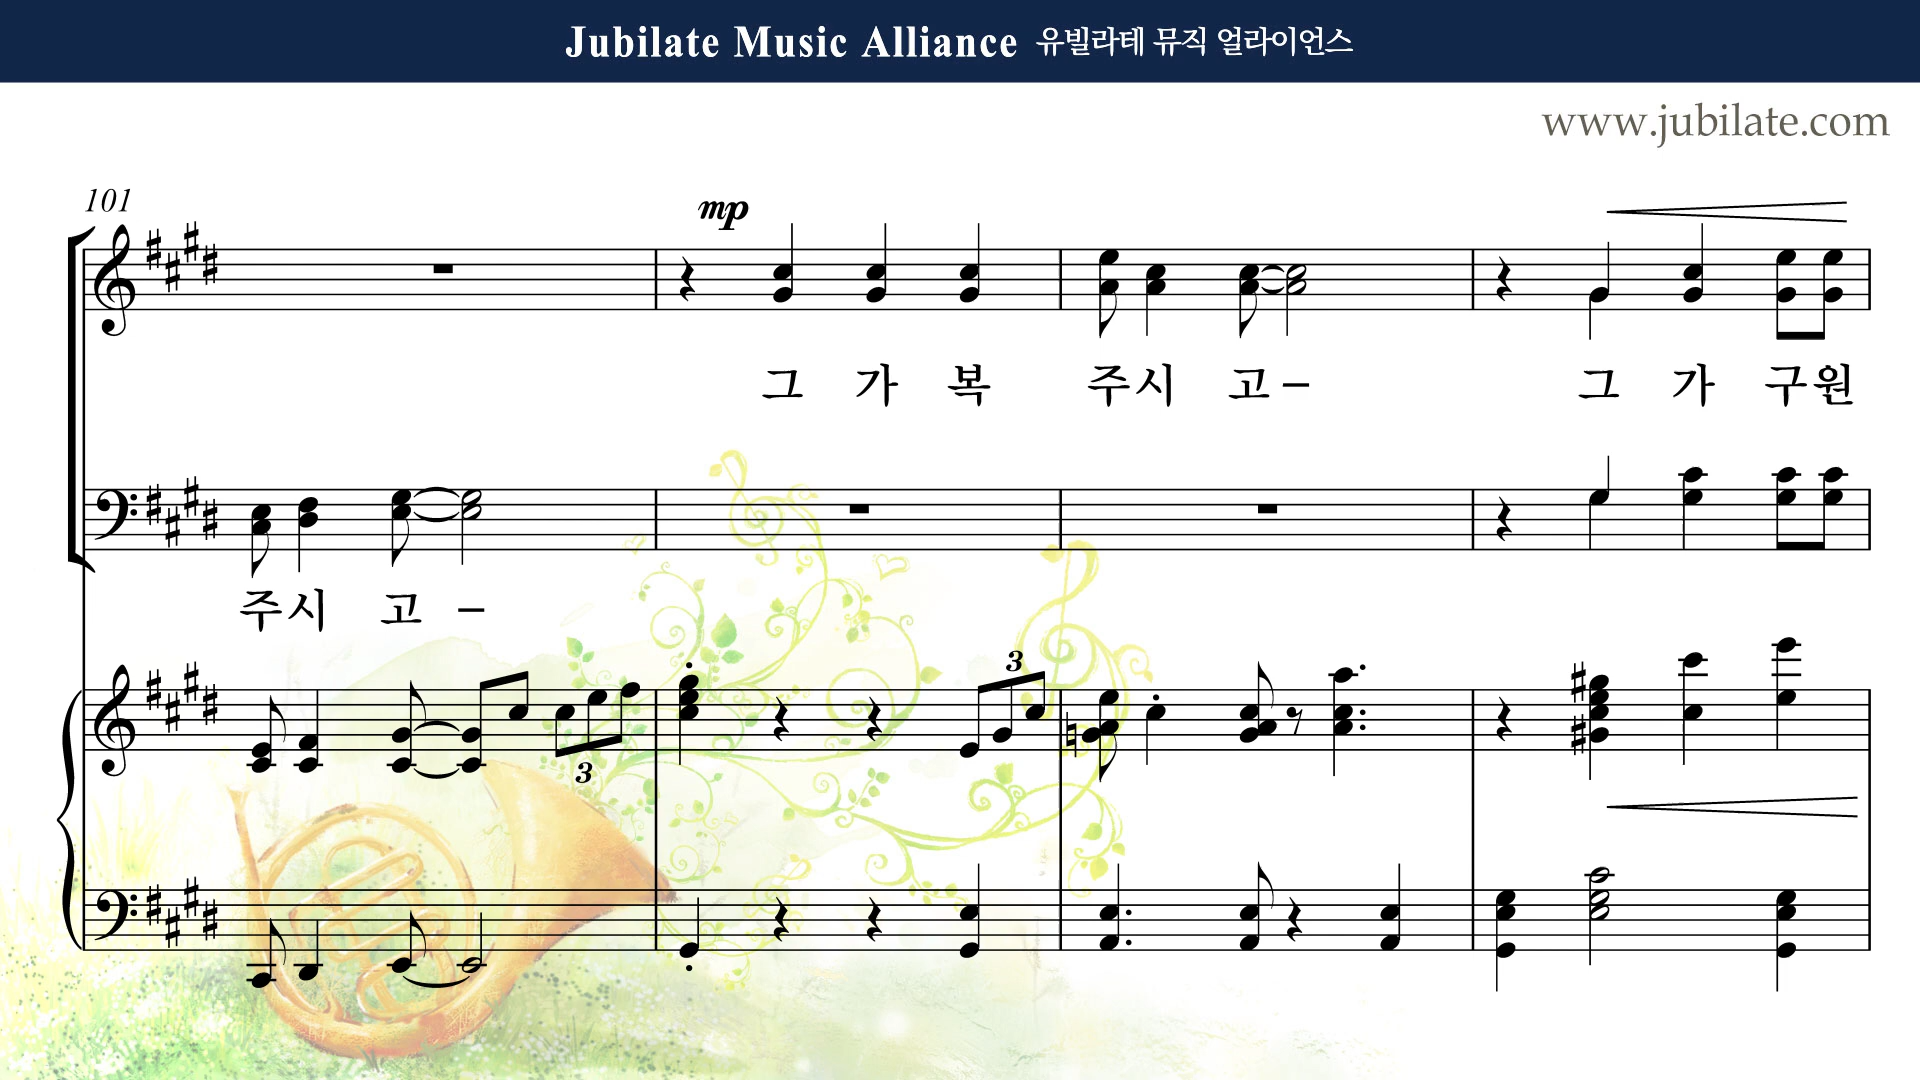 Jubilate Music Alliance 유빌라테 뮤직 얼라이언스
www.jubilate.com
101
mp
그 가 복 주시 고– 그 가 구원
주시 고 –
3
3